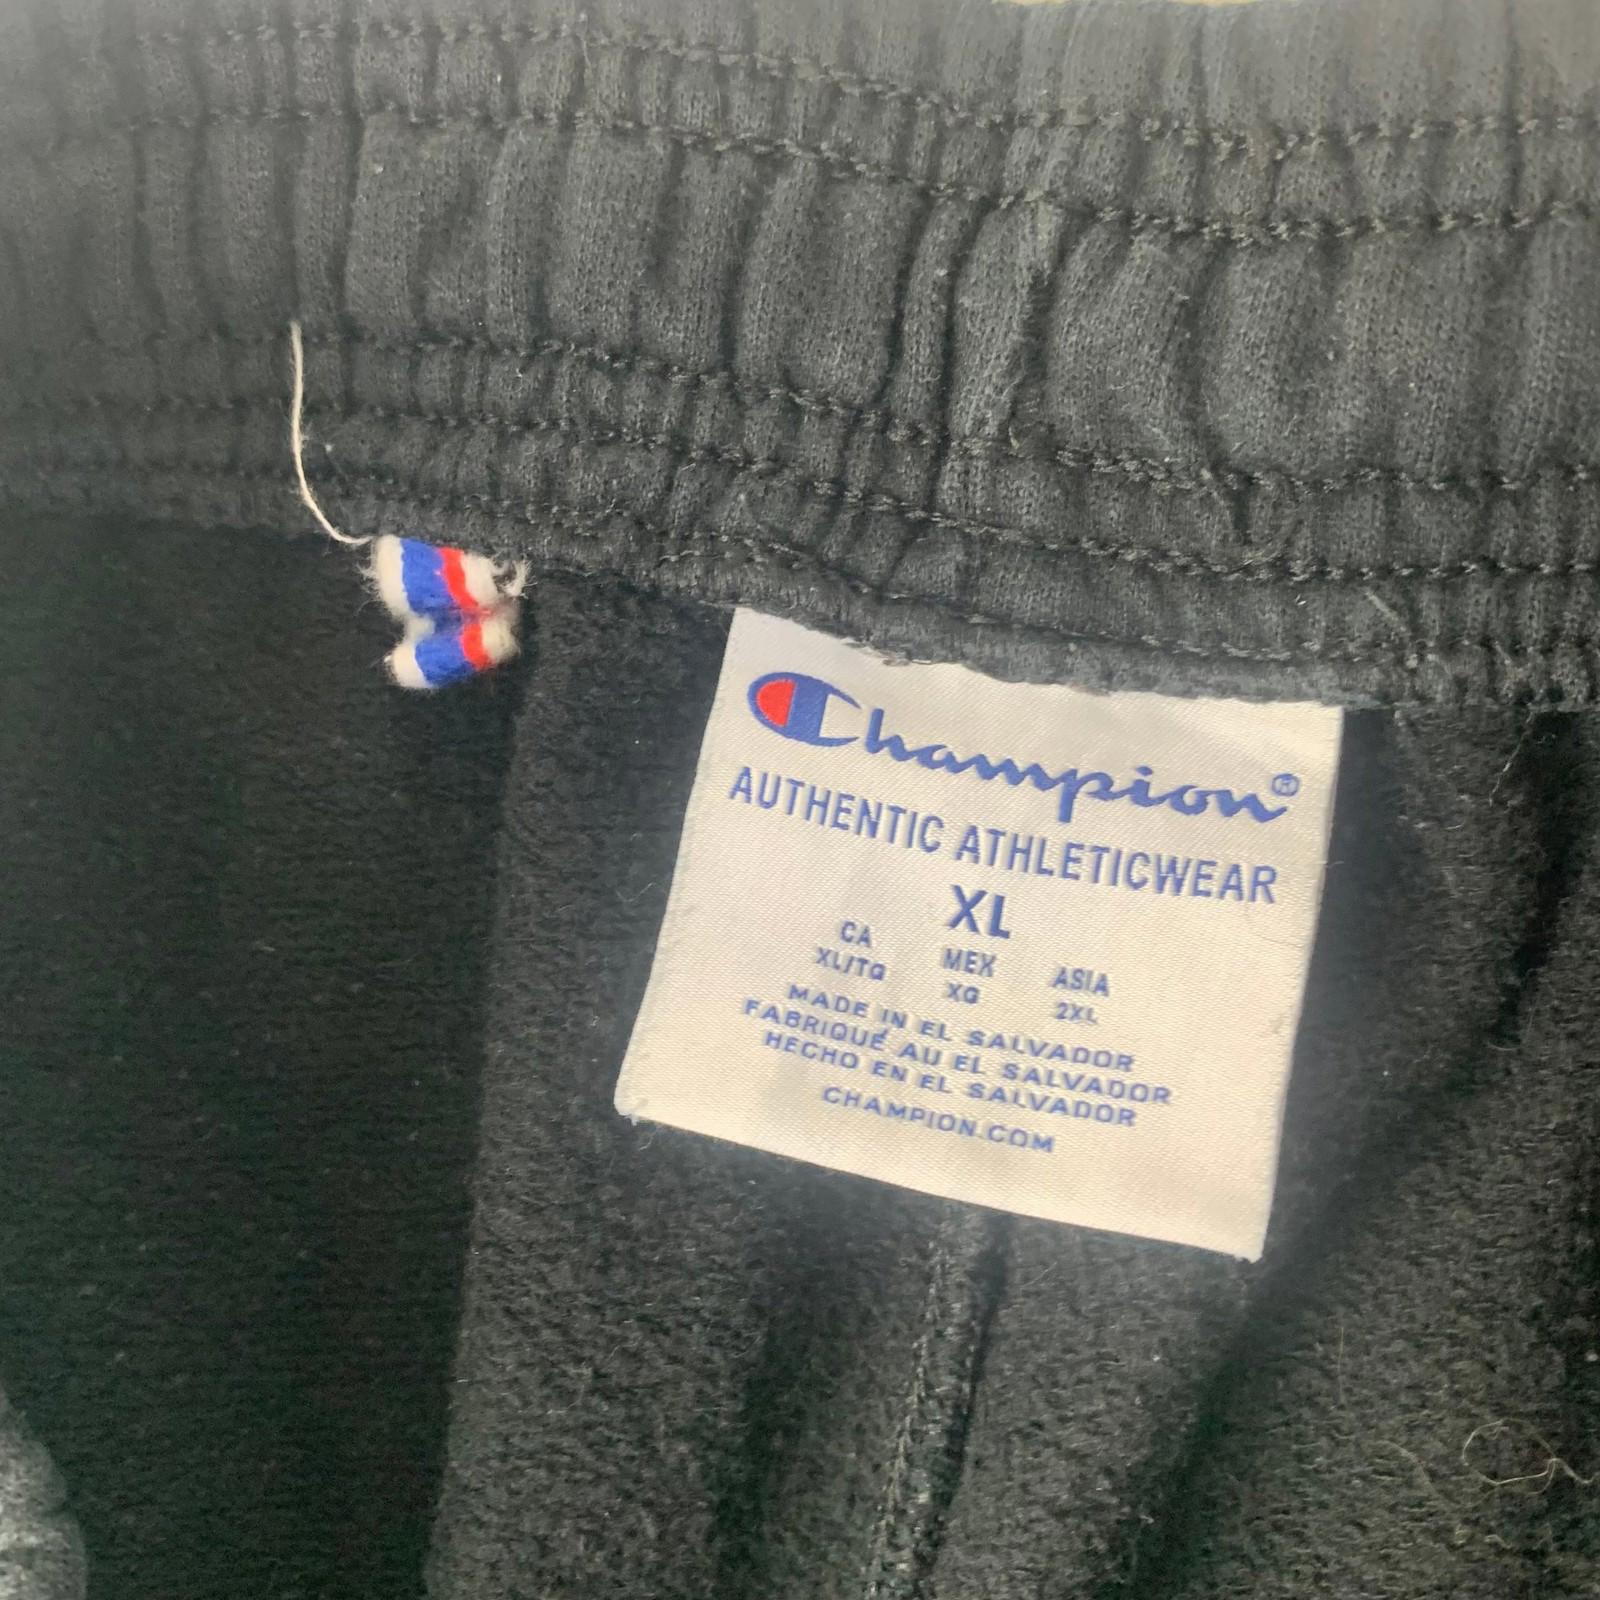 Champion®
AUTHENTIC ATHLETICWEAR
XL
CA MEX ASIA
XL/TG XG 2XL
MADE IN EL SALVADOR
FABRIQUÉ AU EL SALVADOR
HECHO EN EL SALVADOR
CHAMPION.COM